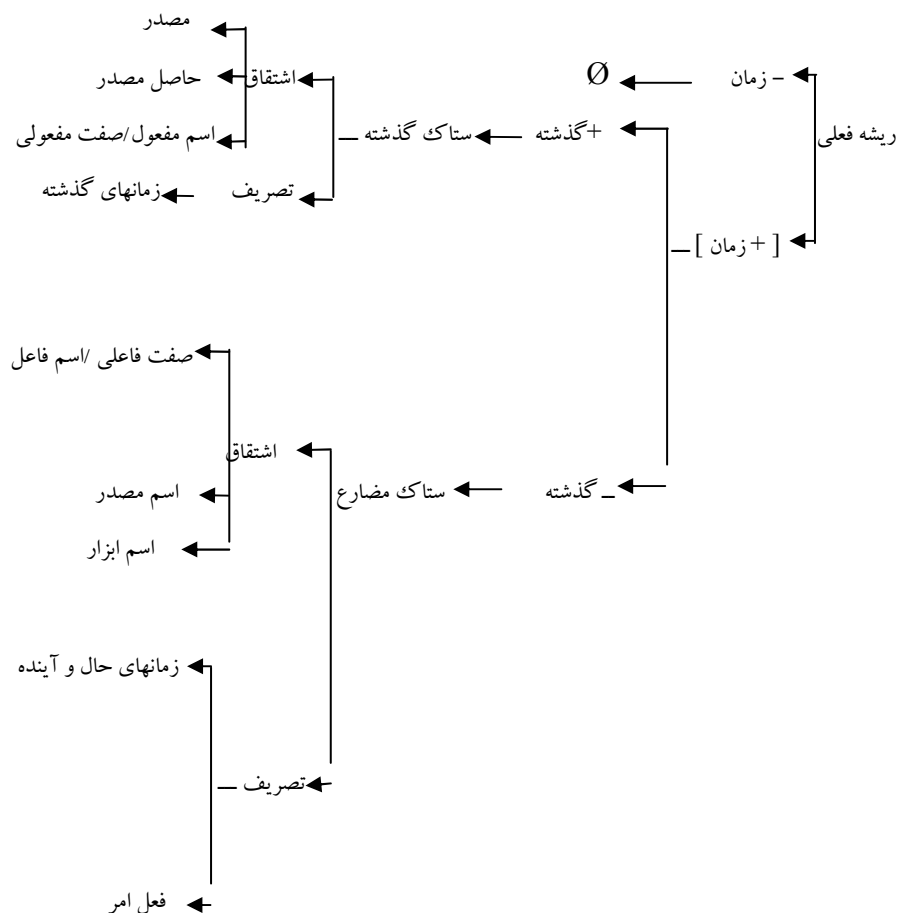 مصدر
– زمان Ø اشتقاق حاصل مصدر
ریشه فعلی +گذشته ستاک گذشته اسم مفعول/صفت مفعولی
تصریف زمانهای گذشته
[ + زمان ]
صفت فاعلی /اسم فاعل
اشتقاق
_ گذشته ستاک مضارع اسم مصدر
اسم ابزار
زمانهای حال و آینده
تصریف
فعل امر